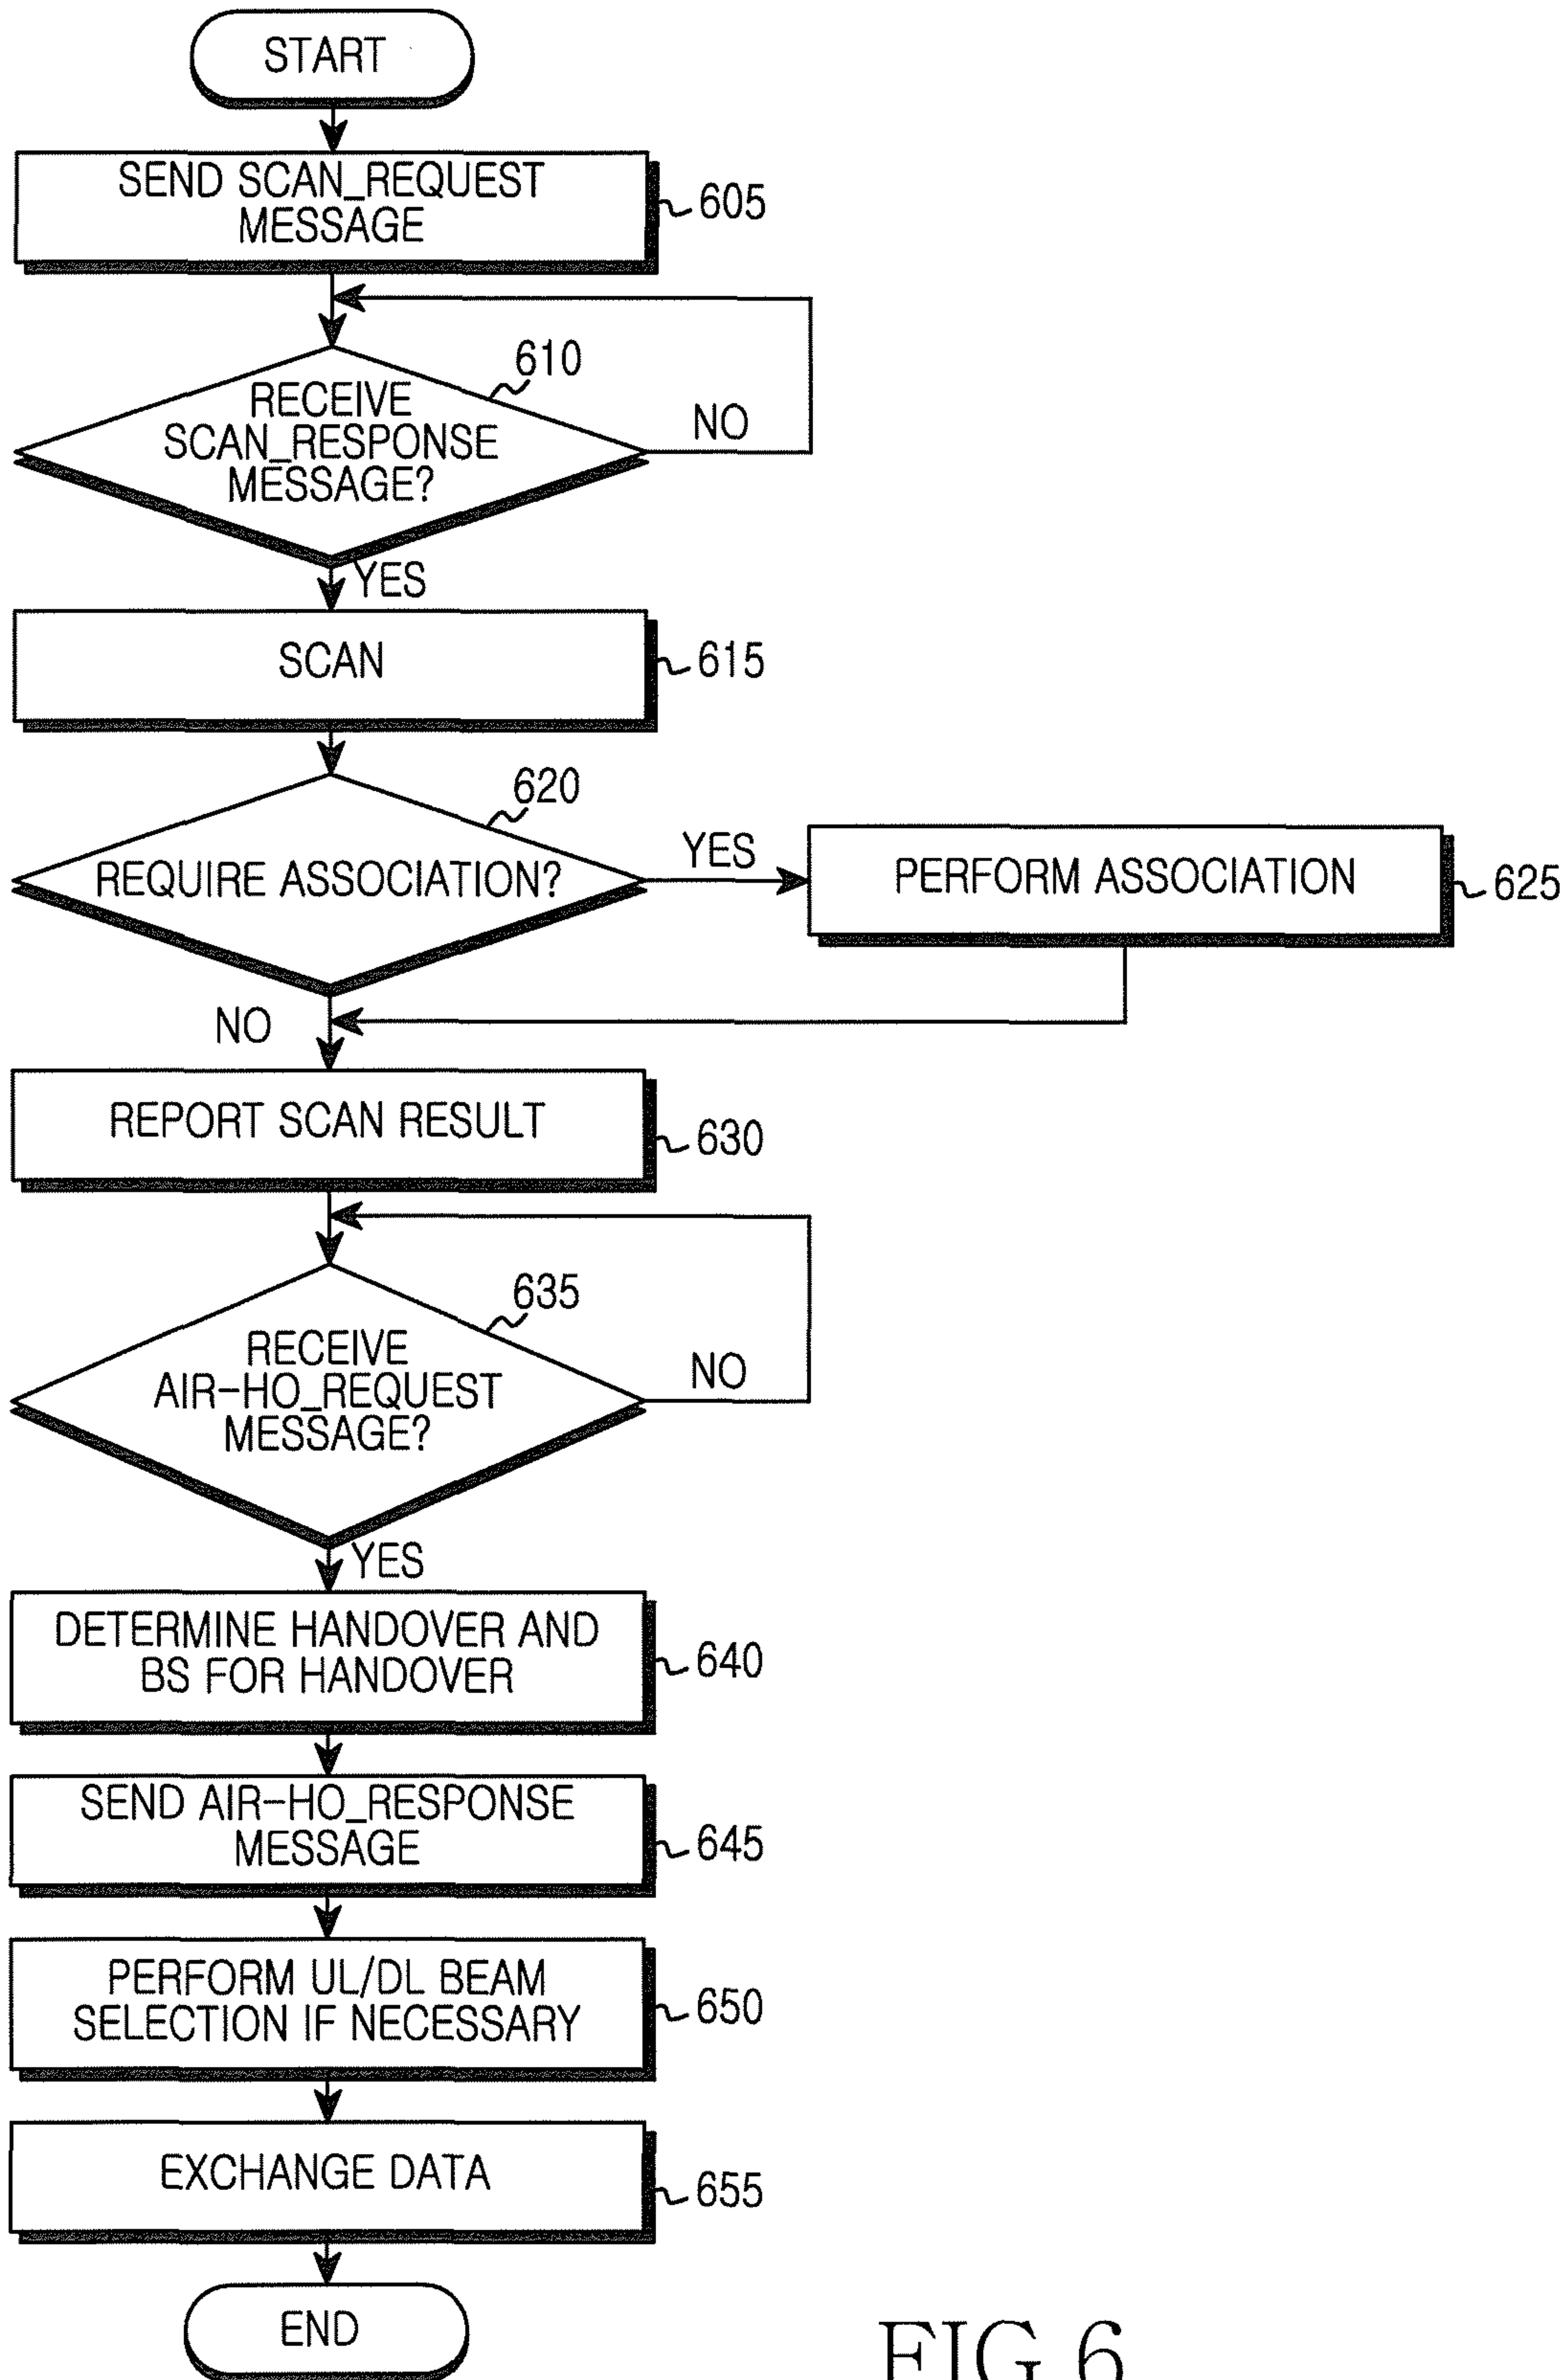 START
SEND SCAN_REQUEST
MESSAGE
605
610
RECEIVE
SCAN_RESPONSE
MESSAGE?
NO
YES
SCAN
615
620
REQUIRE ASSOCIATION?
YES
PERFORM ASSOCIATION
625
NO
REPORT SCAN RESULT
630
635
RECEIVE
AIR-HO_REQUEST
MESSAGE?
NO
YES
DETERMINE HANDOVER AND
BS FOR HANDOVER
640
SEND AIR-HO_RESPONSE
MESSAGE
645
PERFORM UL/DL BEAM
SELECTION IF NECESSARY
650
EXCHANGE DATA
655
END
FIG.6